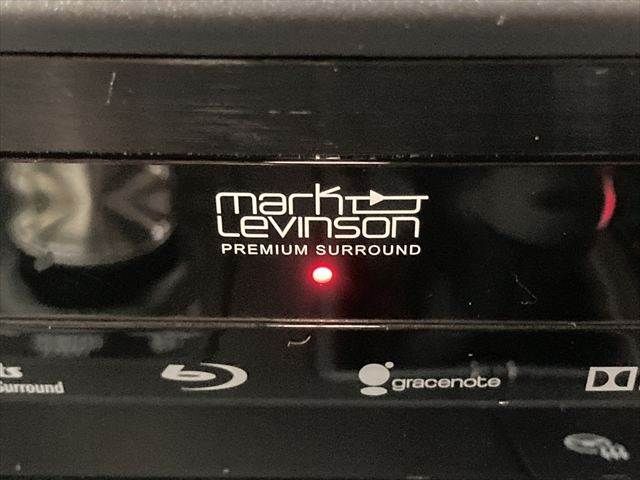 mark
Levinson
PREMIUM SURROUND
Surround
gracenote